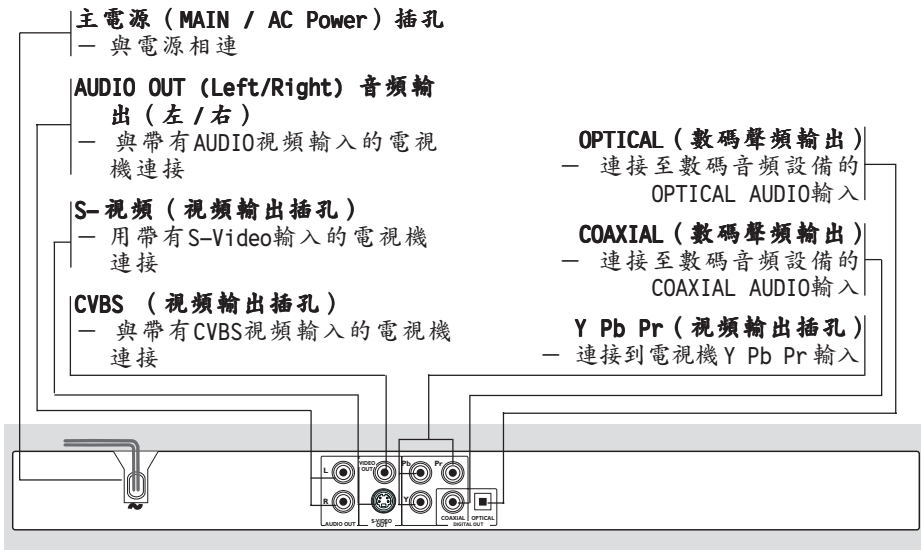 主電源（MAIN / AC Power）插孔
– 與電源相連
AUDIO OUT (Left/Right) 音頻輸
出（左 /右）
– 與帶有AUDIO視頻輸入的電視
機連接
S-視頻（視頻輸出插孔）
– 用帶有S-Video輸入的電視機
連接
CVBS （視頻輸出插孔）
– 與帶有CVBS視頻輸入的電視機
連接
OPTICAL（數碼聲頻輸出）
– 連接至數碼音頻設備的
OPTICAL AUDIO輸入
COAXIAL（數碼聲頻輸出）
– 連接至數碼音頻設備的
COAXIAL AUDIO輸入
Y Pb Pr（視頻輸出插孔）
– 連接到電視機Y Pb Pr 輸入
~
L
R
AUDIO OUT
VIDEO
OUT
S-VIDEO
OUT
Pb
Pr
Y
COAXIAL
OPTICAL
DIGITAL OUT